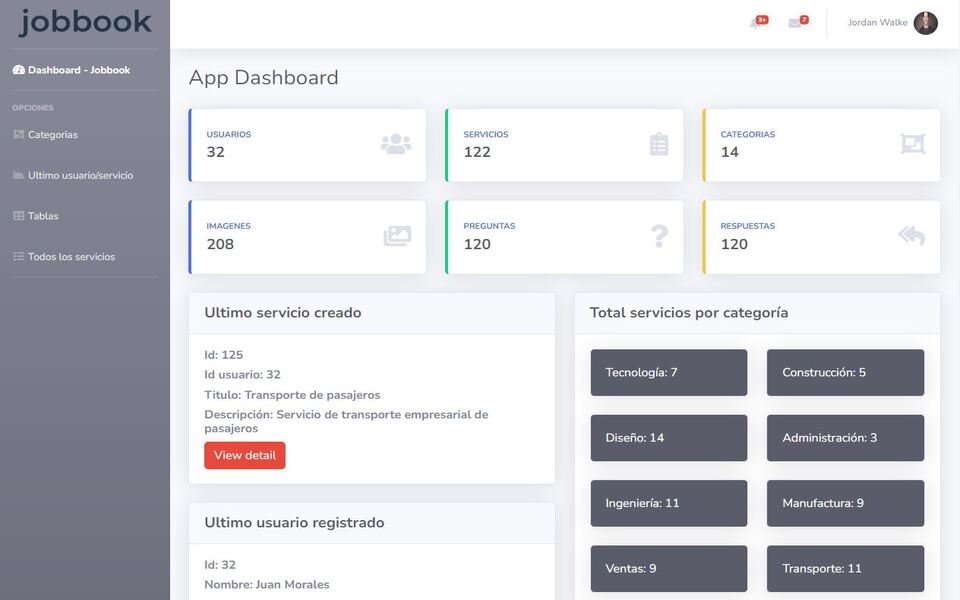 jobbook
Dashboard - Jobbook
OPCIONES
Categorias
Ultimo usuario/servicio
Tablas
Todos los servicios
3+
7
Jordan Walke
App Dashboard
USUARIOS
32
SERVICIOS
122
CATEGORIAS
14
IMAGENES
208
PREGUNTAS
120
RESPUESTAS
120
Ultimo servicio creado
Id: 125
Id usuario: 32
Titulo: Transporte de pasajeros
Descripción: Servicio de transporte empresarial de
pasajeros
View detail
Ultimo usuario registrado
Id: 32
Nombre: Juan Morales
Total servicios por categoría
Tecnología: 7
Construcción: 5
Diseño: 14
Administración: 3
Ingeniería: 11
Manufactura: 9
Ventas: 9
Transporte: 11